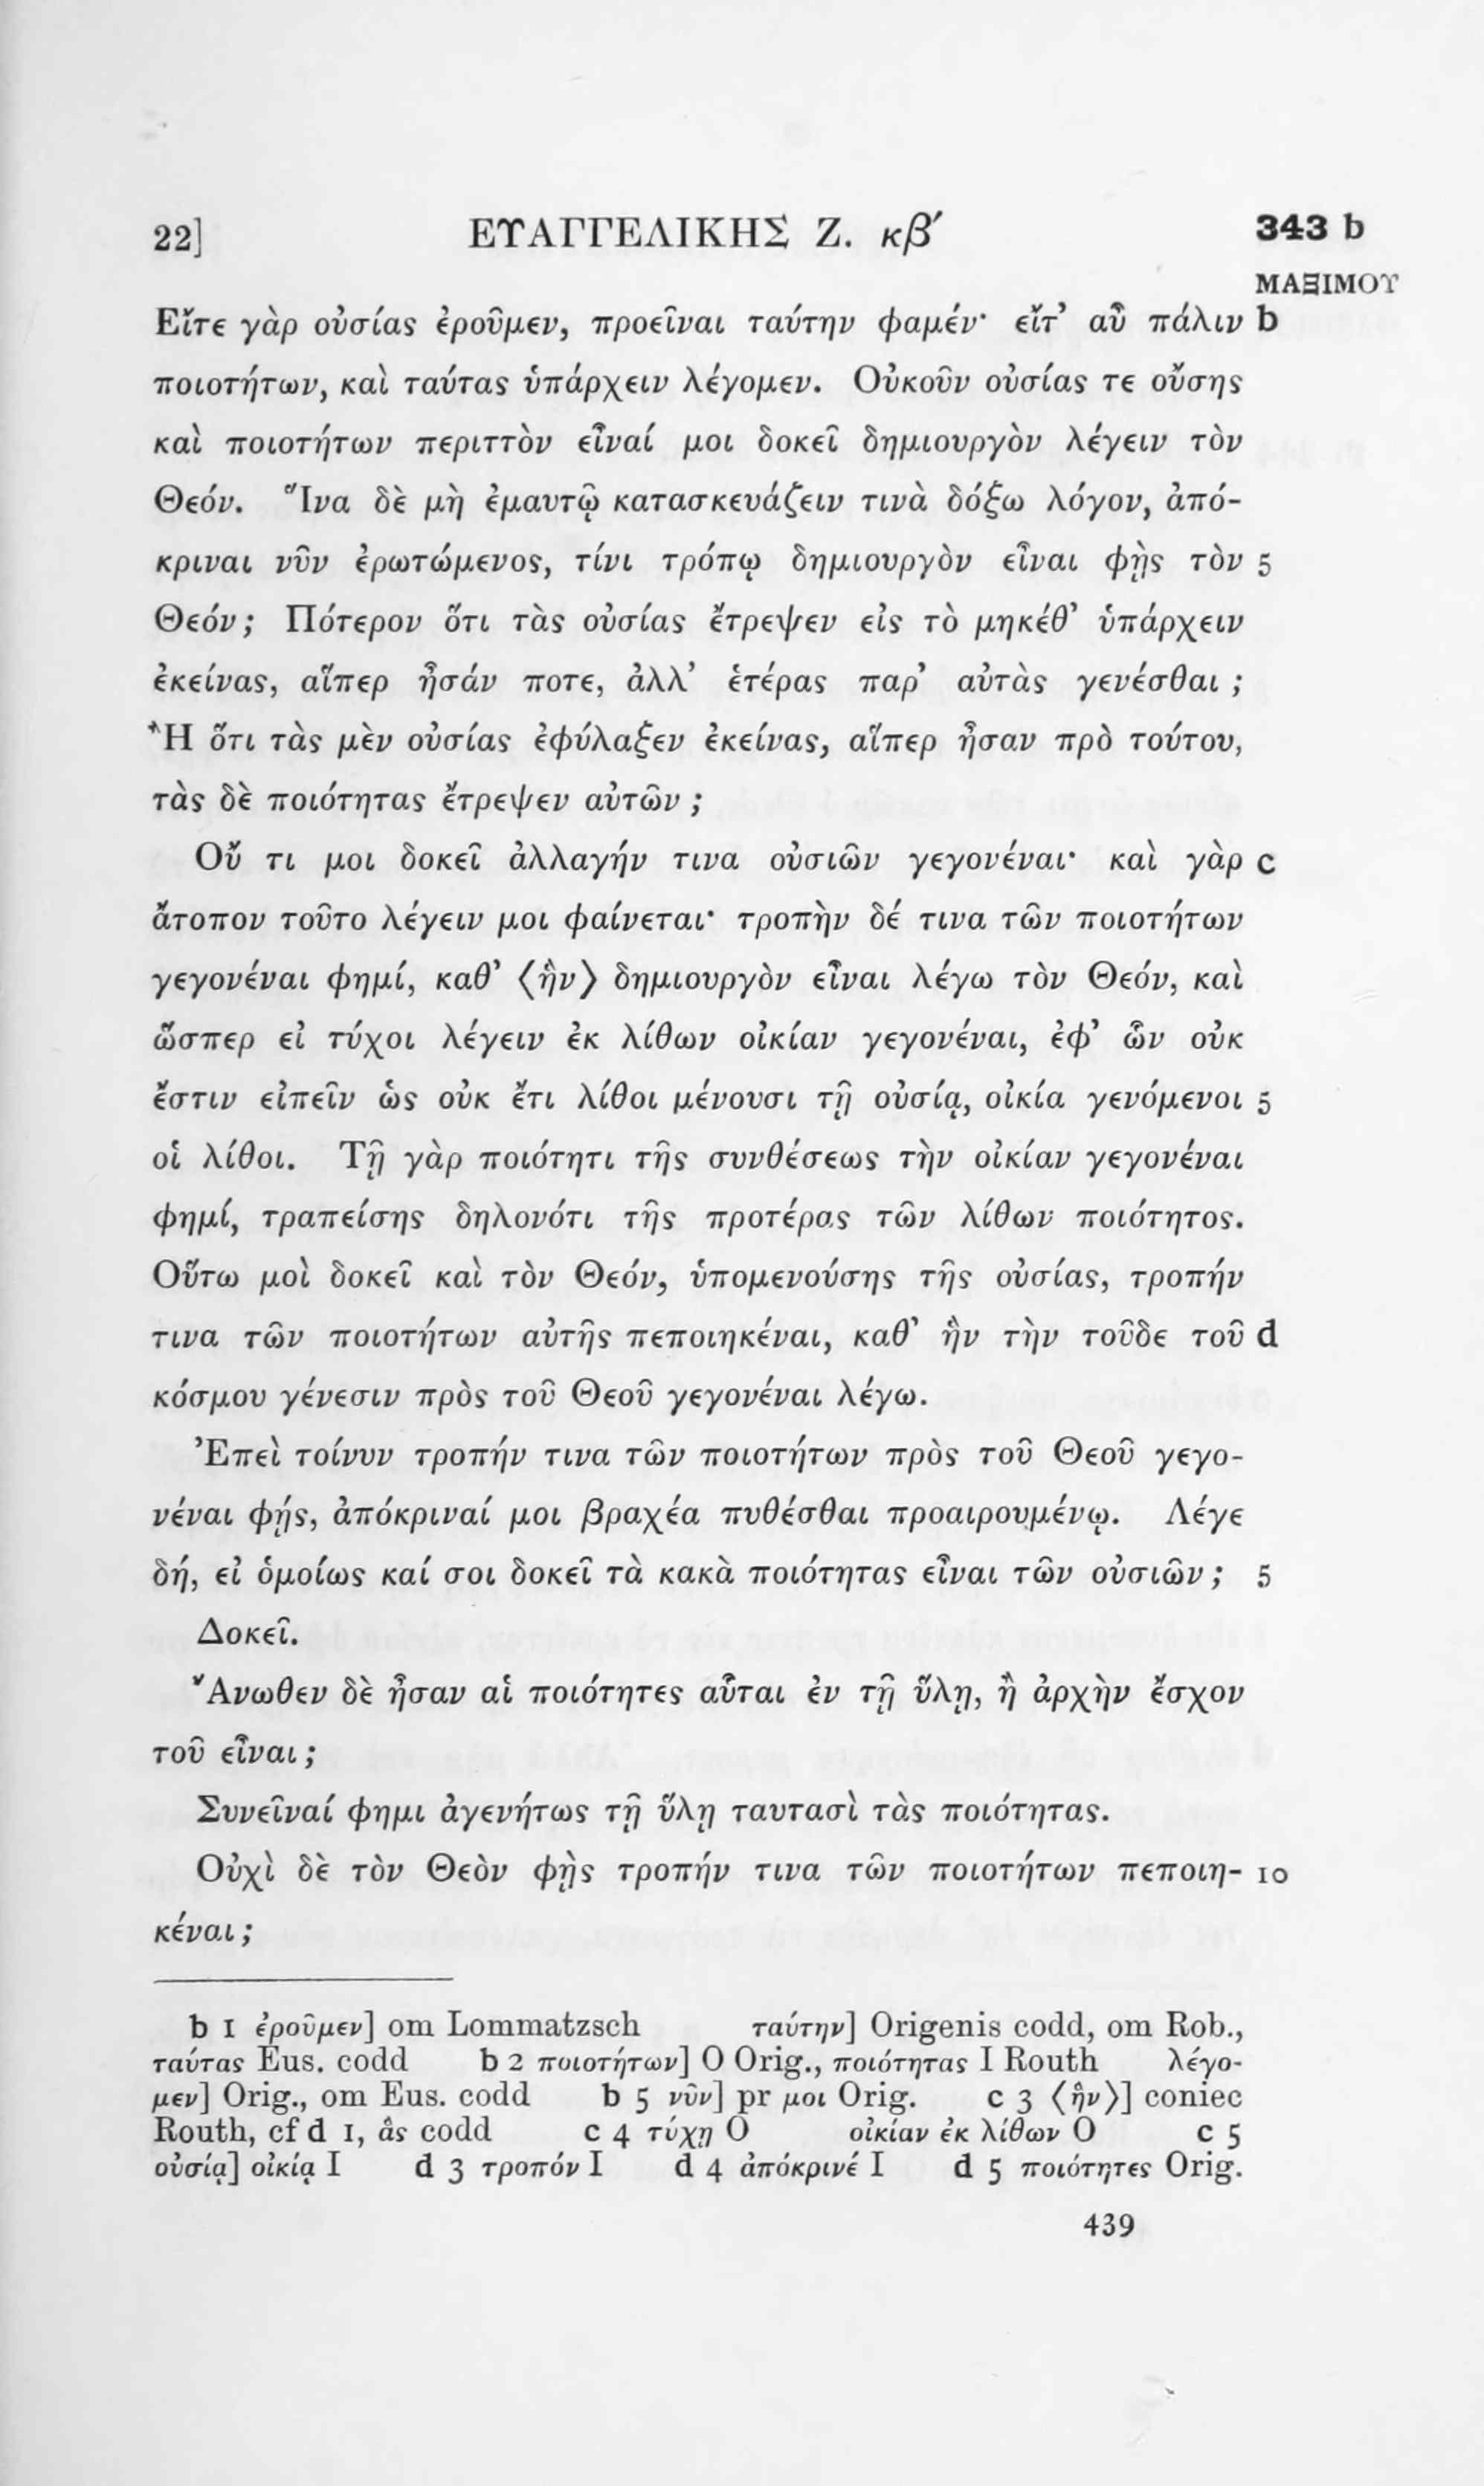 22] ΕΥΑΓΓΕΛΙΚΗΣ Ζ. κβ′ 343 b
ΜΑΞΙΜΟΥ
Εἴτε γὰρ οὐσίας ἐροῦμεν, προεῖναι ταύτην φαμέν· εἴτ’ αὖ πάλιν b
ποιοτήτων, καὶ ταύτας ὑπάρχειν λέγομεν. Οὐκοῦν οὐσίας τε οὔσης
καὶ ποιοτήτων περιττὸν εἶναί μοι δοκεῖ δημιουργὸν λέγειν τὸν
Θεόν. Ἵνα δὲ μὴ ἐμαυτῷ κατασκευάζειν τινὰ δόξω λόγον, ἀπό-
κριναι νῦν ἐρωτώμενος, τίνι τρόπῳ δημιουργὸν εἶναι φῂς τὸν 5
Θεόν; Πότερον ὅτι τὰς οὐσίας ἔτρεψεν εἰς τὸ μηκέθ’ ὑπάρχειν
ἐκείνας, αἵπερ ἦσάν ποτε, ἀλλ’ ἑτέρας παρ’ αὐτὰς γενέσθαι;
Ἢ ὅτι τὰς μὲν οὐσίας ἐφύλαξεν ἐκείνας, αἵπερ ἦσαν πρὸ τούτου,
τὰς δὲ ποιότητας ἔτρεψεν αὐτῶν;
Οὔ τι μοι δοκεῖ ἀλλαγήν τινα οὐσιῶν γεγονέναι· καὶ γὰρ c
ἄτοπον τοῦτο λέγειν μοι φαίνεται· τροπὴν δέ τινα τῶν ποιοτήτων
γεγονέναι φημί, καθ’ ⟨ἣν⟩ δημιουργὸν εἶναι λέγω τὸν Θεόν, καὶ
ὥσπερ εἰ τύχοι λέγειν ἐκ λίθων οἰκίαν γεγονέναι, ἐφ’ ὧν οὐκ
ἔστιν εἰπεῖν ὡς οὐκ ἔτι λίθοι μένουσι τῇ οὐσίᾳ, οἰκία γενόμενοι 5
οἱ λίθοι. Τῇ γὰρ ποιότητι τῆς συνθέσεως τὴν οἰκίαν γεγονέναι
φημί, τραπείσης δηλονότι τῆς προτέρας τῶν λίθων ποιότητος.
Οὕτω μοὶ δοκεῖ καὶ τὸν Θεόν, ὑπομενούσης τῆς οὐσίας, τροπήν
τινα τῶν ποιοτήτων αὐτῆς πεποιηκέναι, καθ’ ἣν τὴν τοῦδε τοῦ d
κόσμου γένεσιν πρὸς τοῦ Θεοῦ γεγονέναι λέγω.
Ἐπεὶ τοίνυν τροπήν τινα τῶν ποιοτήτων πρὸς τοῦ Θεοῦ γεγο-
νέναι φῄς, ἀπόκριναί μοι βραχέα πυθέσθαι προαιρουμένῳ. Λέγε
δή, εἰ ὁμοίως καί σοι δοκεῖ τὰ κακὰ ποιότητας εἶναι τῶν οὐσιῶν; 5
Δοκεῖ.
Ἄνωθεν δὲ ἦσαν αἱ ποιότητες αὗται ἐν τῇ ὕλῃ, ἢ ἀρχὴν ἔσχον
τοῦ εἶναι;
Συνεῖναί φημι ἀγενήτως τῇ ὕλῃ ταυτασὶ τὰς ποιότητας.
Οὐχὶ δὲ τὸν Θεὸν φῂς τροπήν τινα τῶν ποιοτήτων πεποιη- 10
κέναι;
b 1 ἐροῦμεν] om Lommatzsch ταύτην] Origenis codd, om Rob.,
ταύτας Eus. codd b 2 ποιοτήτων] O Orig., ποιότητας I Routh λέγο-
μεν] Orig., om Eus. codd b 5 νῦν] pr μοι Orig. c 3 ⟨ἣν⟩] coniec
Routh, cf d 1, ἃς codd c 4 τύχῃ O οἰκίαν ἐκ λίθων O c 5
οὐσίᾳ] οἰκίᾳ I d 3 τροπόν I d 4 ἀπόκρινέ I d 5 ποιότητες Orig.
439